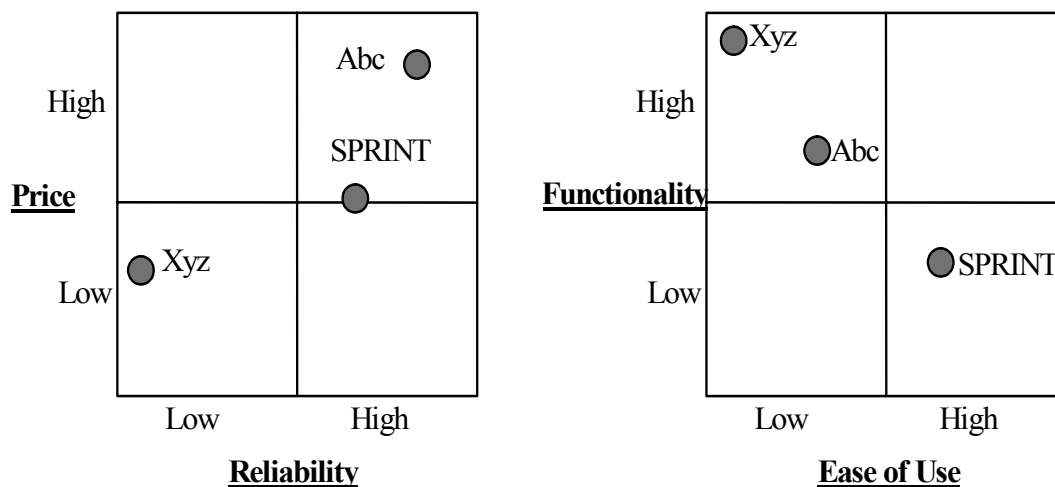 Abc
High
SPRINT
Price
Xyz
Low
Low High
Reliability
Xyz
High
Abc
Functionality
SPRINT
Low
Low High
Ease of Use